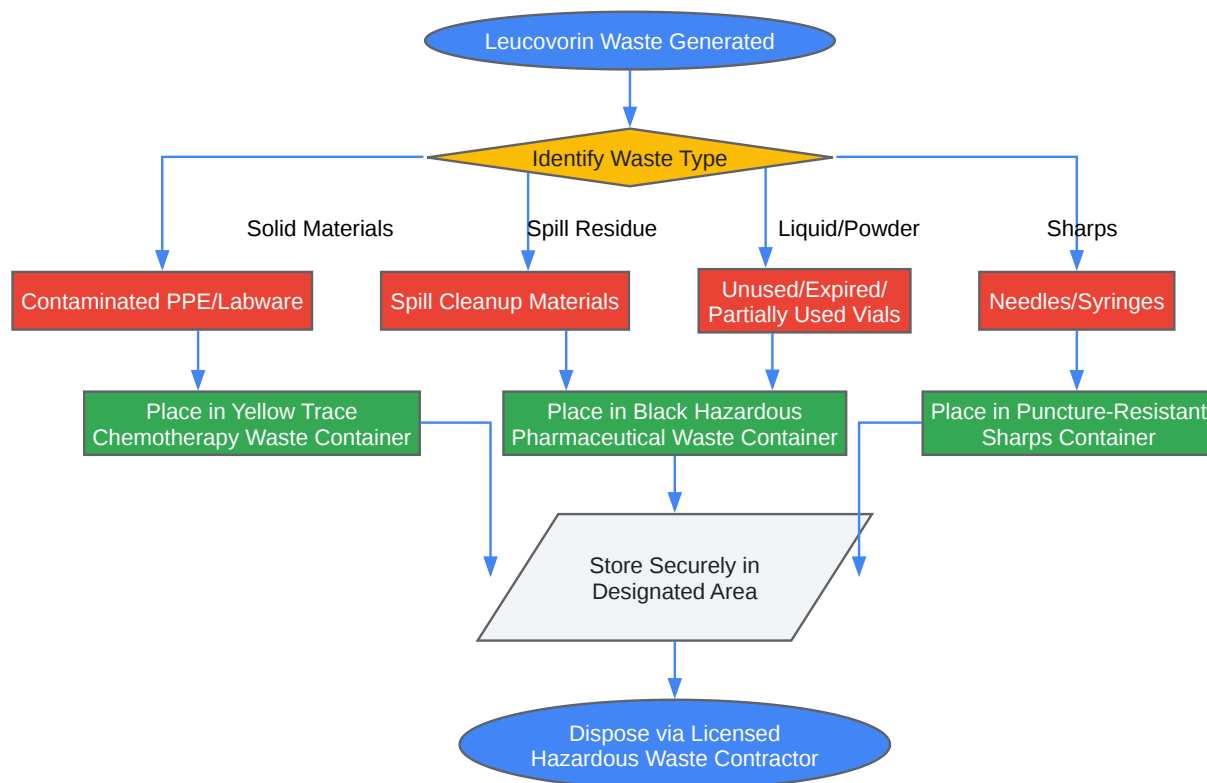 Leucovorin Waste Generated
Identify Waste Type
Solid Materials
Spill Residue
Liquid/Powder
Sharps
Contaminated PPE/Labware
Spill Cleanup Materials
Unused/Expired/
Partially Used Vials
Needles/Syringes
Place in Yellow Trace
Chemotherapy Waste Container
Place in Black Hazardous
Pharmaceutical Waste Container
Place in Puncture-Resistant
Sharps Container
Store Securely in
Designated Area
Dispose via Licensed
Hazardous Waste Contractor